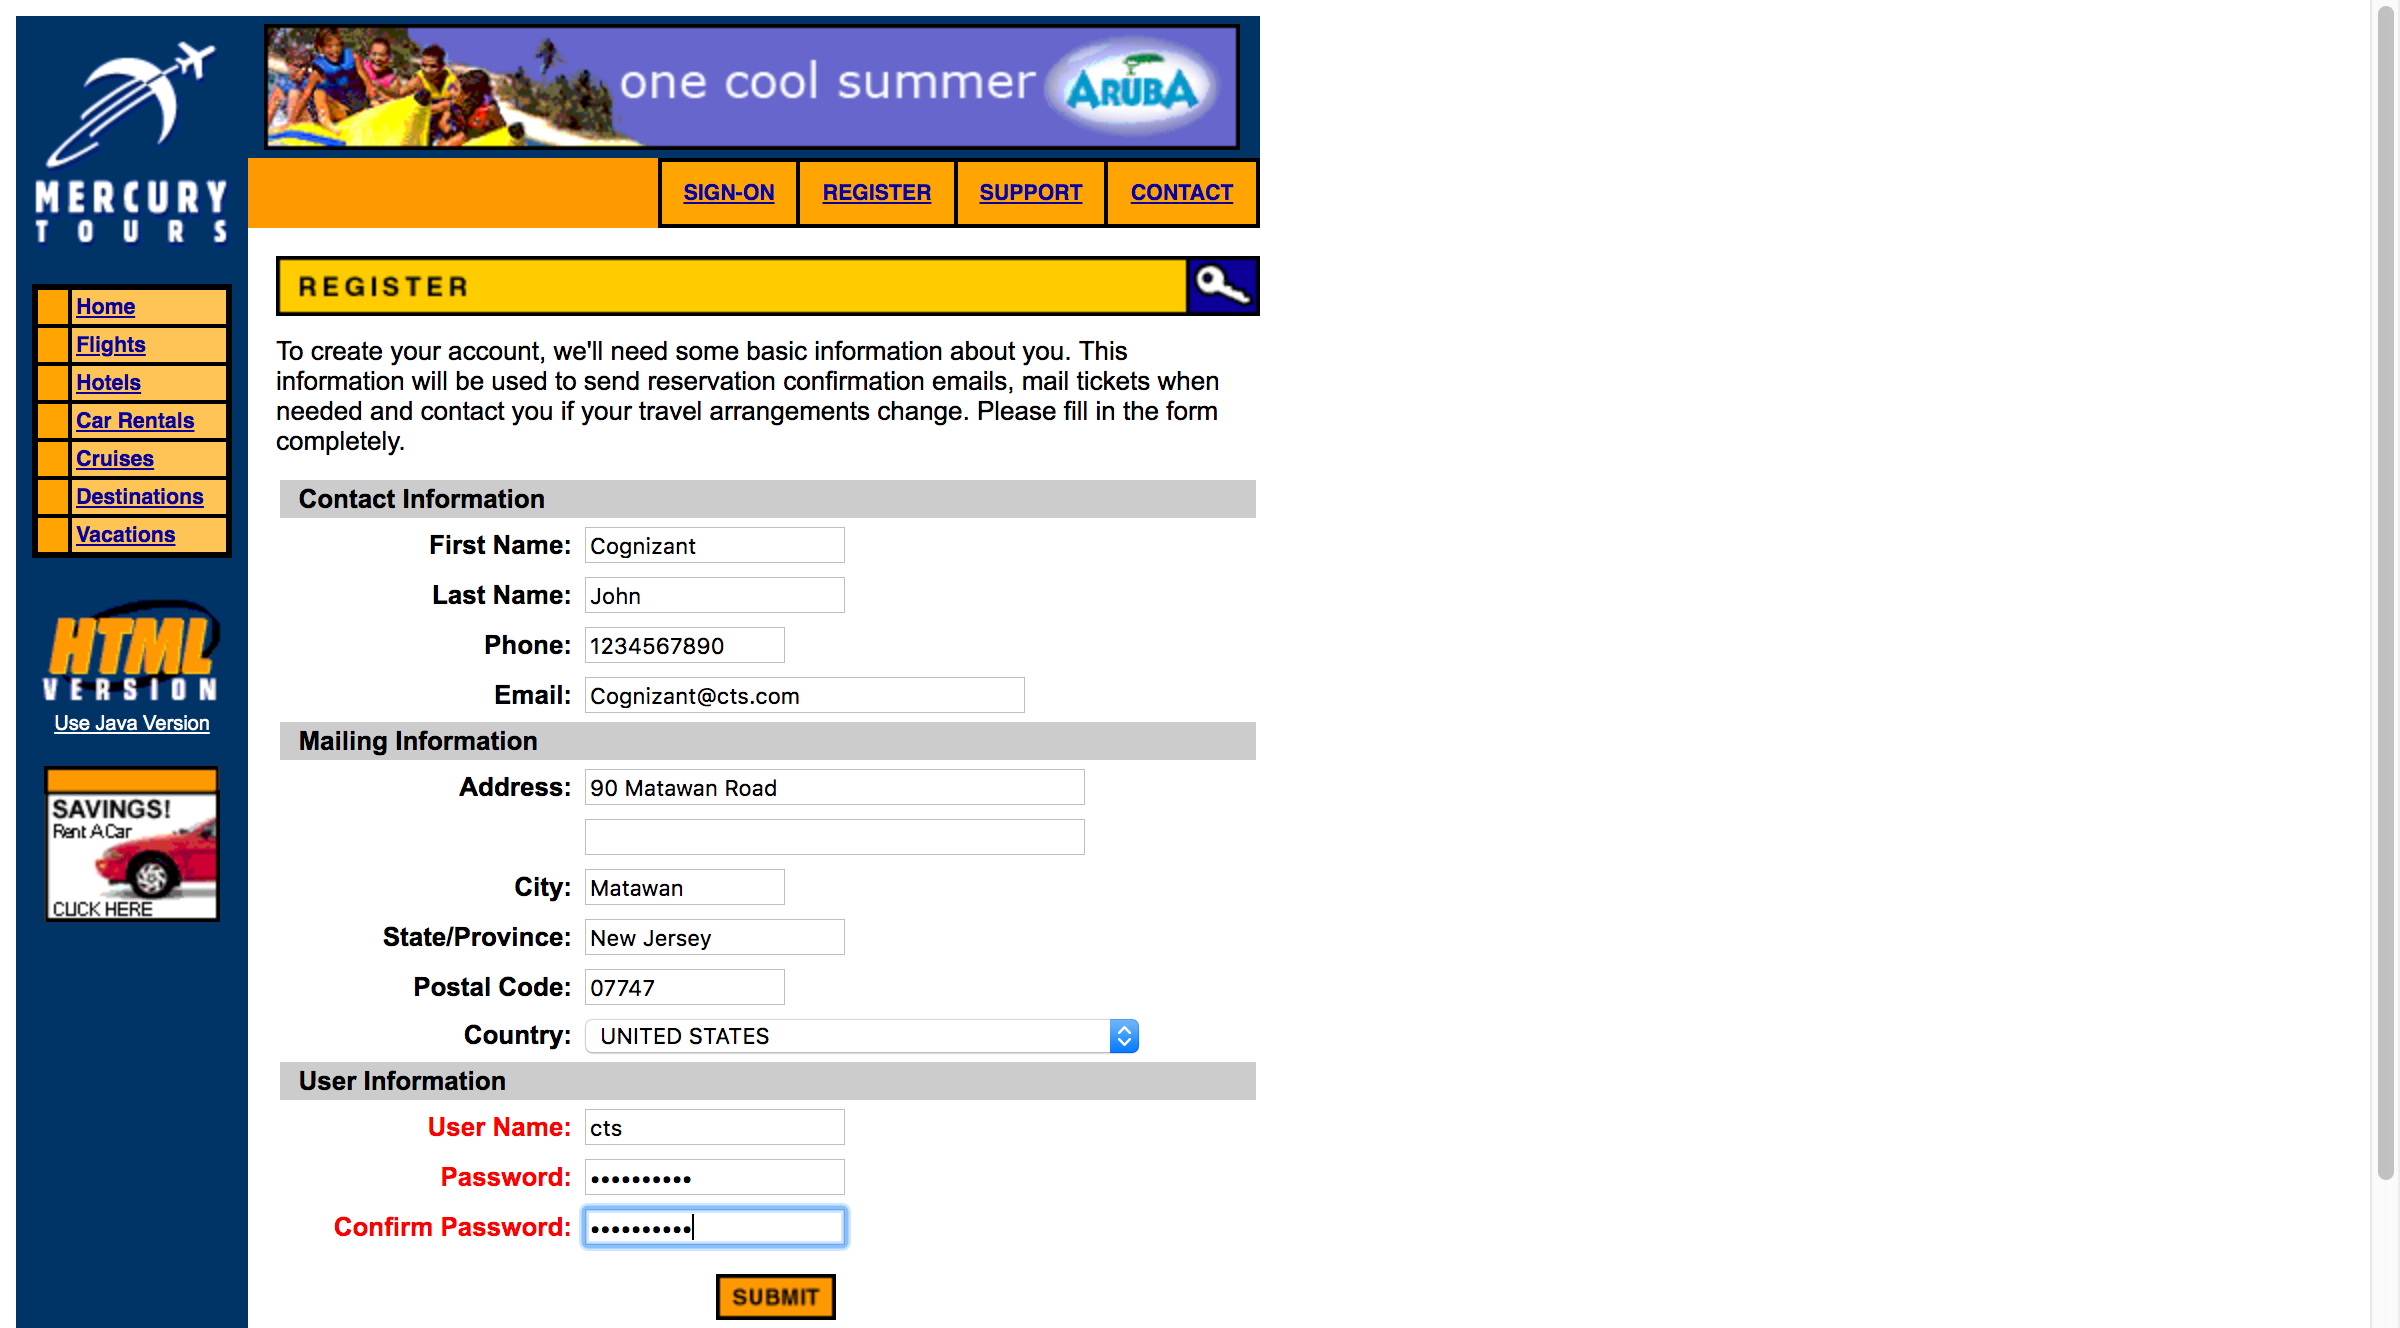 MERCURY
TOURS
one cool summer
ARUBA
SIGN-ON REGISTER SUPPORT CONTACT
Home
Flights
Hotels
Car Rentals
Cruises
Destinations
Vacations
HTML
VERSION
Use Java Version
SAVINGS!
Rent A Car
CLICK HERE
REGISTER
To create your account, we'll need some basic information about you. This
information will be used to send reservation confirmation emails, mail tickets when
needed and contact you if your travel arrangements change. Please fill in the form
completely.
Contact Information
First Name: Cognizant
Last Name: John
Phone: 1234567890
Email: Cognizant@cts.com
Mailing Information
Address: 90 Matawan Road
City: Matawan
State/Province: New Jersey
Postal Code: 07747
Country: UNITED STATES
User Information
User Name: cts
Password: ••••••••••
Confirm Password: ••••••••••
SUBMIT